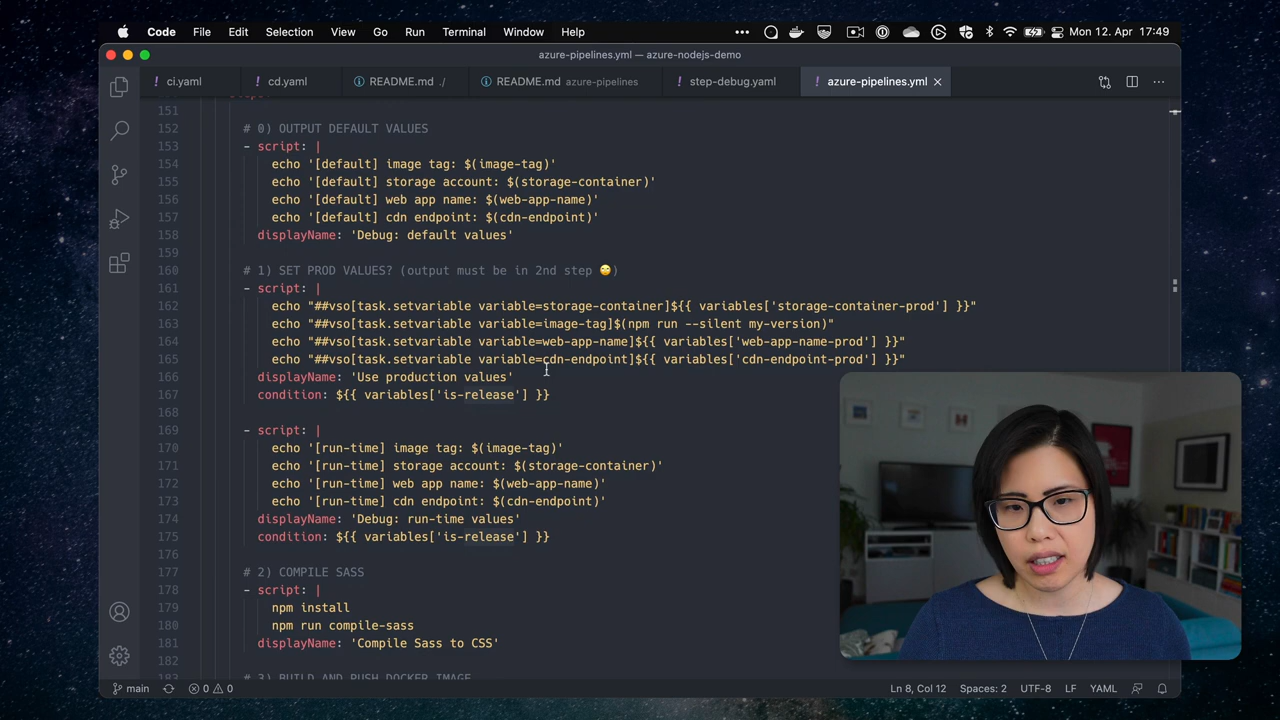 Code File Edit Selection View Go Run Terminal Window Help Mon 12. Apr 17:49
azure-pipelines.yml — azure-nodejs-demo
! ci.yaml ! cd.yaml README.md ./ README.md azure-pipelines ! step-debug.yaml ! azure-pipelines.yml
151
152 # 0) OUTPUT DEFAULT VALUES
153 - script: |
154 echo '[default] image tag: $(image-tag)'
155 echo '[default] storage account: $(storage-container)'
156 echo '[default] web app name: $(web-app-name)'
157 echo '[default] cdn endpoint: $(cdn-endpoint)'
158 displayName: 'Debug: default values'
159
160 # 1) SET PROD VALUES? (output must be in 2nd step 🙄)
161 - script: |
162 echo "##vso[task.setvariable variable=storage-container]${{ variables['storage-container-prod'] }}"
163 echo "##vso[task.setvariable variable=image-tag]$(npm run --silent my-version)"
164 echo "##vso[task.setvariable variable=web-app-name]${{ variables['web-app-name-prod'] }}"
165 echo "##vso[task.setvariable variable=cdn-endpoint]${{ variables['cdn-endpoint-prod'] }}"
166 displayName: 'Use production values'
167 condition: ${{ variables['is-release'] }}
168
169 - script: |
170 echo '[run-time] image tag: $(image-tag)'
171 echo '[run-time] storage account: $(storage-container)'
172 echo '[run-time] web app name: $(web-app-name)'
173 echo '[run-time] cdn endpoint: $(cdn-endpoint)'
174 displayName: 'Debug: run-time values'
175 condition: ${{ variables['is-release'] }}
176
177 # 2) COMPILE SASS
178 - script: |
179 npm install
180 npm run compile-sass
181 displayName: 'Compile Sass to CSS'
182
183 # 3) BUILD AND PUSH DOCKER IMAGE
main 0 0 Ln 8, Col 12 Spaces: 2 UTF-8 LF YAML